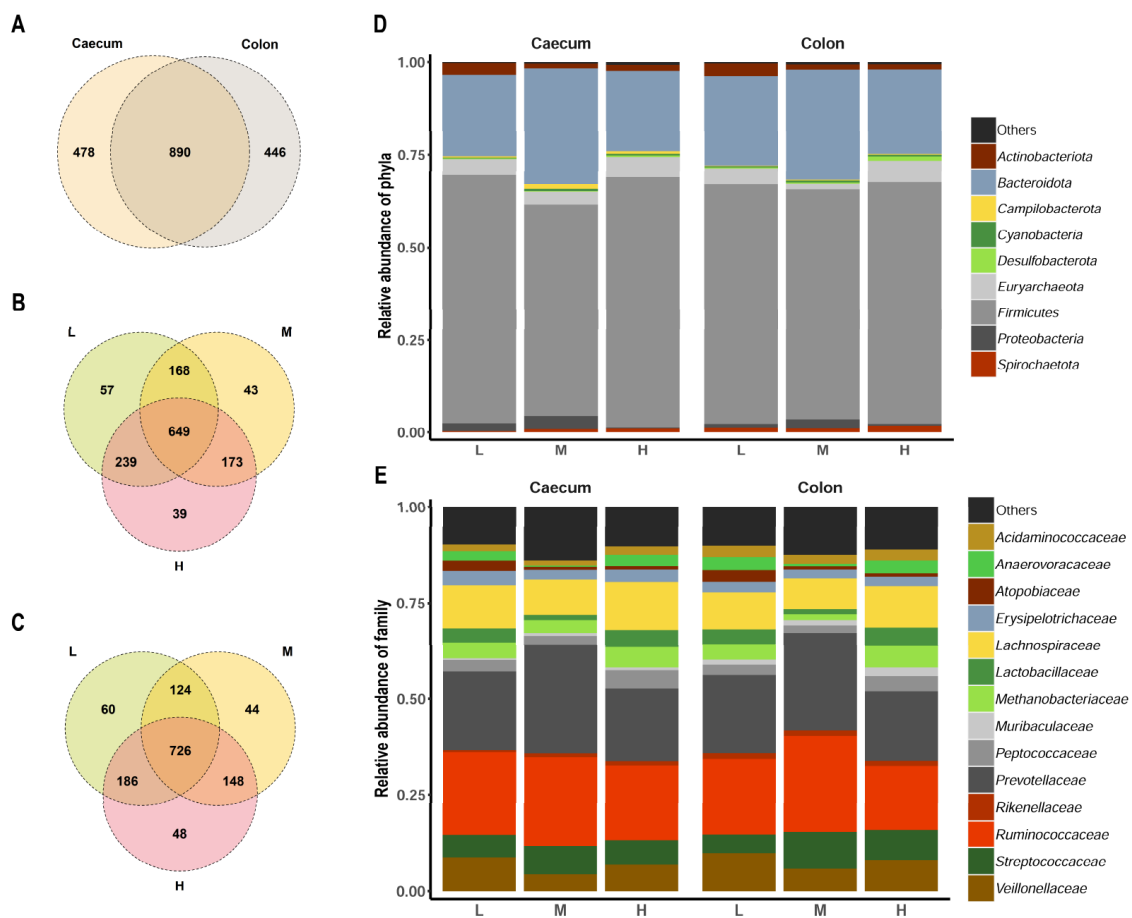 A
Caecum
Colon
478
890
446
B
L
M
57
168
43
649
239
173
39
H
C
L
M
60
124
44
726
186
148
48
H
D
Caecum
Colon
Relative abundance of phyla
1.00
0.75
0.50
0.25
0.00
L M H L M H
Others
Actinobacteriota
Bacteroidota
Campilobacterota
Cyanobacteria
Desulfobacterota
Euryarchaeota
Firmicutes
Proteobacteria
Spirochaetota
E
Caecum
Colon
Relative abundance of family
1.00
0.75
0.50
0.25
0.00
L M H L M H
Others
Acidaminococcaceae
Anaerovoracaceae
Atopobiaceae
Erysipelotrichaceae
Lachnospiraceae
Lactobacillaceae
Methanobacteriaceae
Muribaculaceae
Peptococcaceae
Prevotellaceae
Rikenellaceae
Ruminococcaceae
Streptococcaceae
Veillonellaceae